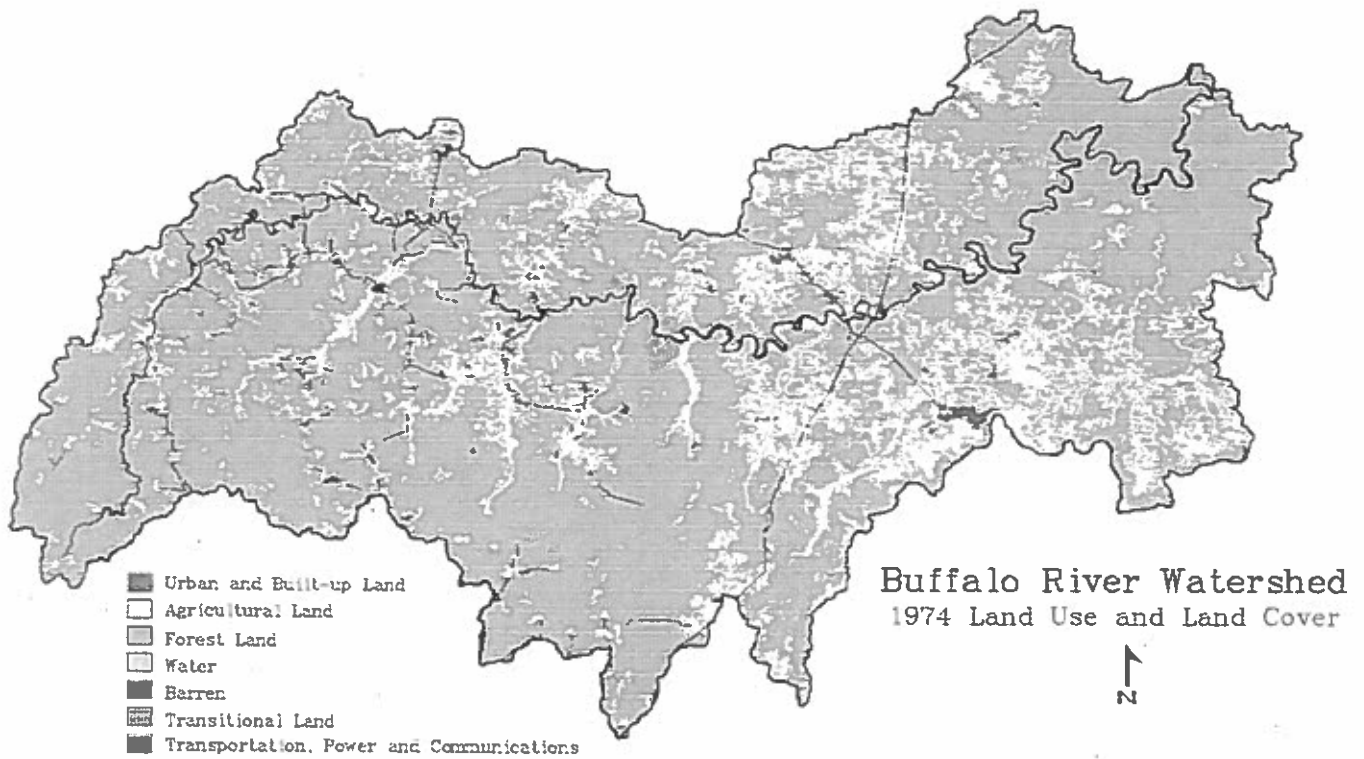 Urban and Built-up Land
Agricultural Land
Forest Land
Water
Barren
Transitional Land
Transportation, Power and Communications
Buffalo River Watershed
1974 Land Use and Land Cover
N